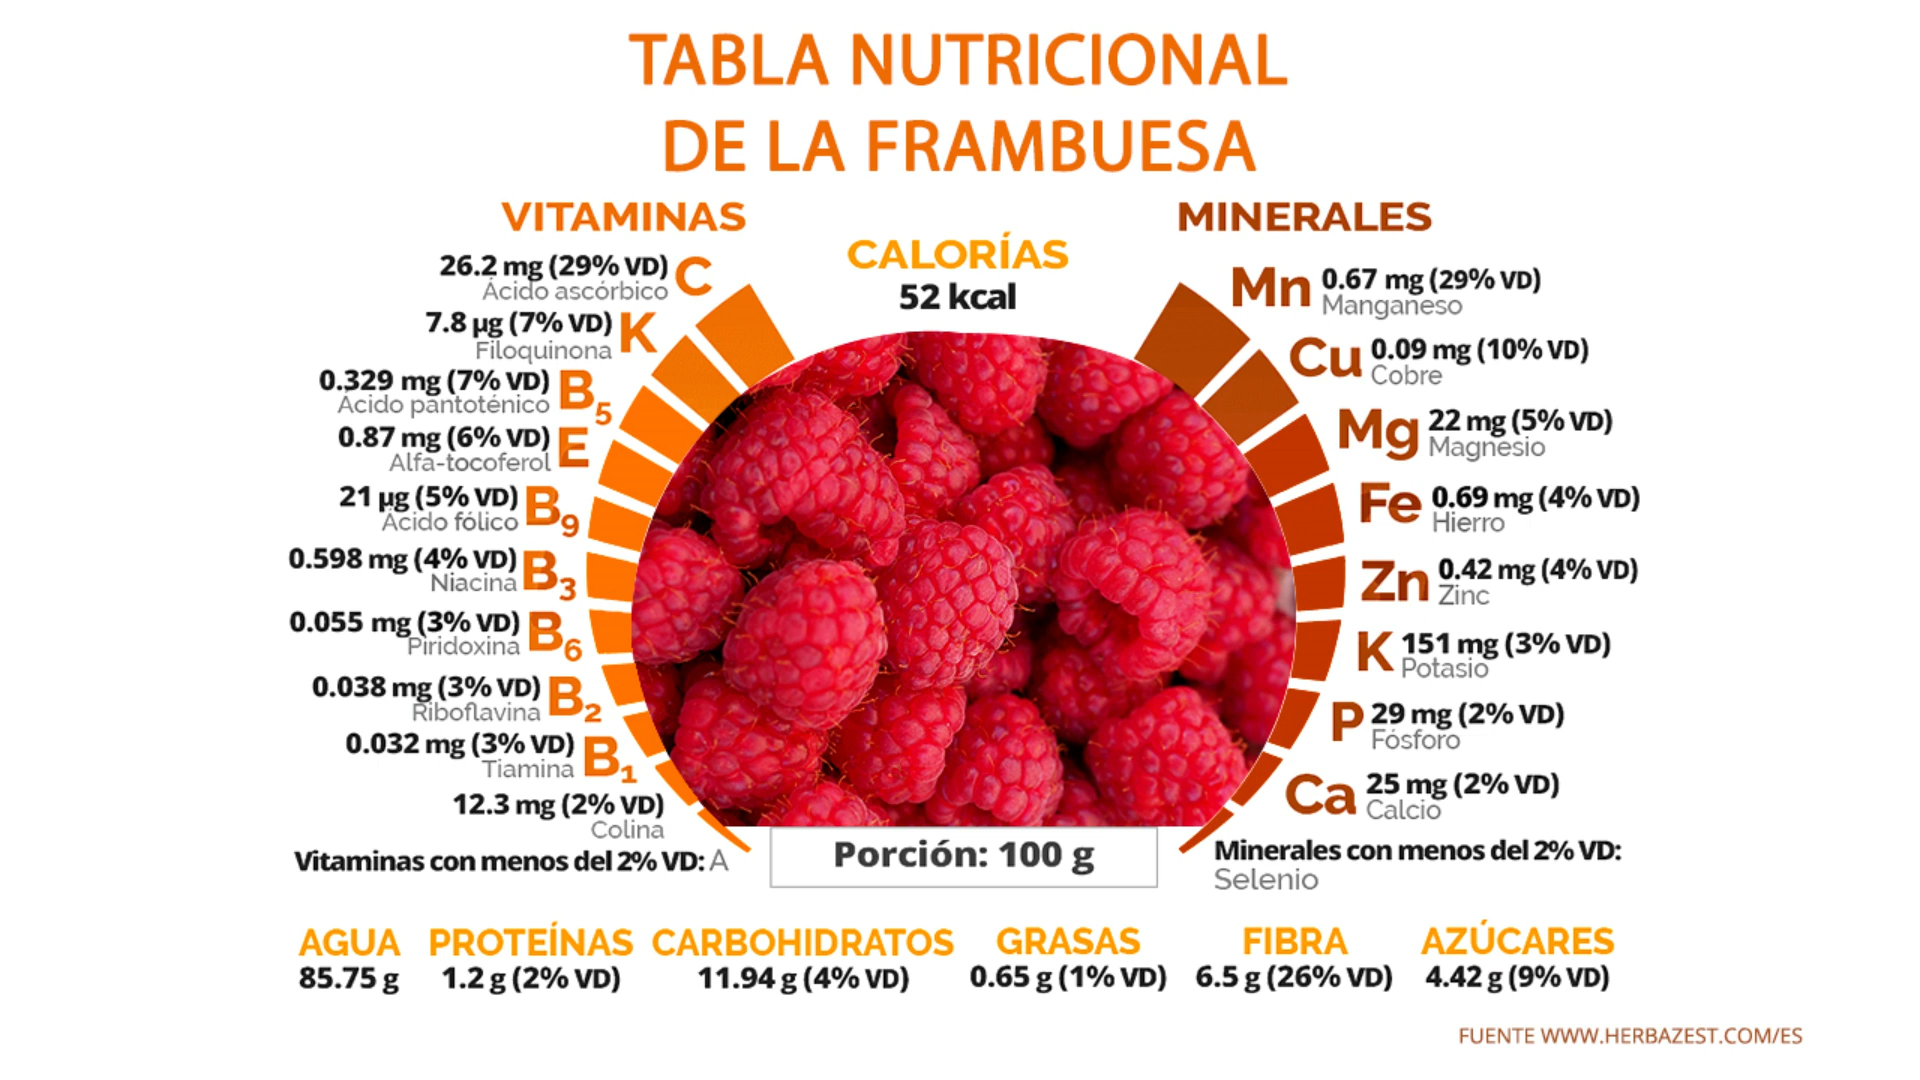 TABLA NUTRICIONAL
DE LA FRAMBUESA
VITAMINAS
26.2 mg (29% VD) C
Ácido ascórbico
7.8 µg (7% VD) K
Filoquinona
0.329 mg (7% VD) B5
Ácido pantoténico
0.87 mg (6% VD) E
Alfa-tocoferol
21 µg (5% VD) B9
Ácido fólico
0.598 mg (4% VD) B3
Niacina
0.055 mg (3% VD) B6
Piridoxina
0.038 mg (3% VD) B2
Riboflavina
0.032 mg (3% VD) B1
Tiamina
12.3 mg (2% VD)
Colina
Vitaminas con menos del 2% VD: A
CALORÍAS
52 kcal
Porción: 100 g
MINERALES
Mn 0.67 mg (29% VD)
Manganeso
Cu 0.09 mg (10% VD)
Cobre
Mg 22 mg (5% VD)
Magnesio
Fe 0.69 mg (4% VD)
Hierro
Zn 0.42 mg (4% VD)
Zinc
K 151 mg (3% VD)
Potasio
P 29 mg (2% VD)
Fósforo
Ca 25 mg (2% VD)
Calcio
Minerales con menos del 2% VD:
Selenio
AGUA PROTEÍNAS CARBOHIDRATOS GRASAS FIBRA AZÚCARES
85.75 g 1.2 g (2% VD) 11.94 g (4% VD) 0.65 g (1% VD) 6.5 g (26% VD) 4.42 g (9% VD)
FUENTE WWW.HERBAZEST.COM/ES